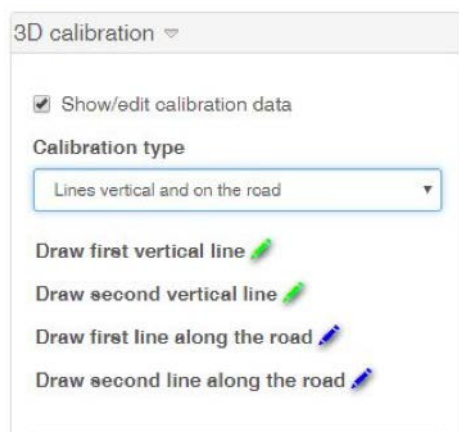 3D calibration
Show/edit calibration data
Calibration type
Lines vertical and on the road
Draw first vertical line
Draw second vertical line
Draw first line along the road
Draw second line along the road